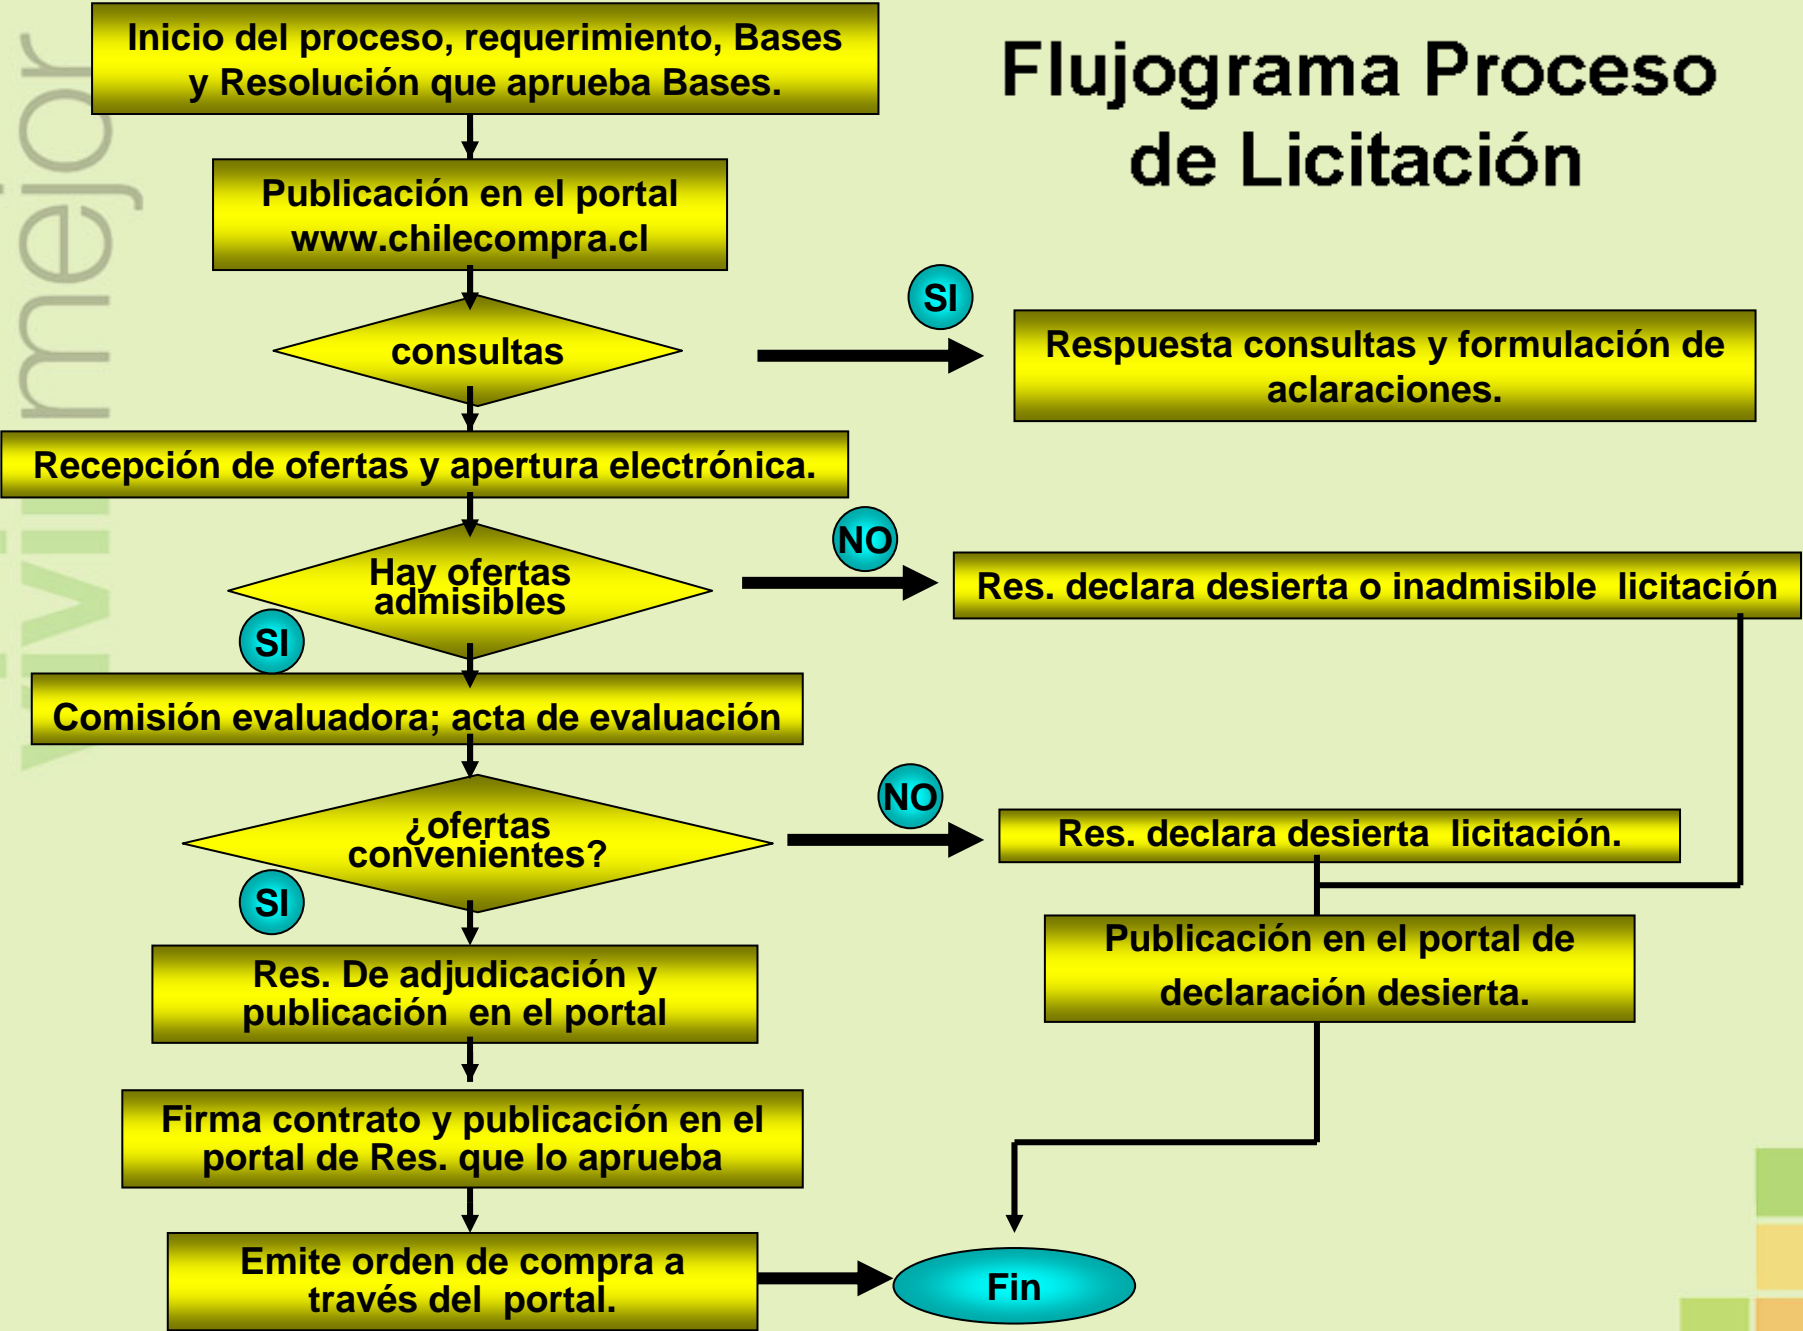 Flujograma Proceso
de Licitación
Inicio del proceso, requerimiento, Bases
y Resolución que aprueba Bases.
Publicación en el portal
www.chilecompra.cl
consultas
SI
Respuesta consultas y formulación de
aclaraciones.
Recepción de ofertas y apertura electrónica.
Hay ofertas
admisibles
NO
Res. declara desierta o inadmisible licitación
SI
Comisión evaluadora; acta de evaluación
¿ofertas
convenientes?
NO
Res. declara desierta licitación.
SI
Publicación en el portal de
declaración desierta.
Res. De adjudicación y
publicación en el portal
Firma contrato y publicación en el
portal de Res. que lo aprueba
Emite orden de compra a
través del portal.
Fin
vivir mejor